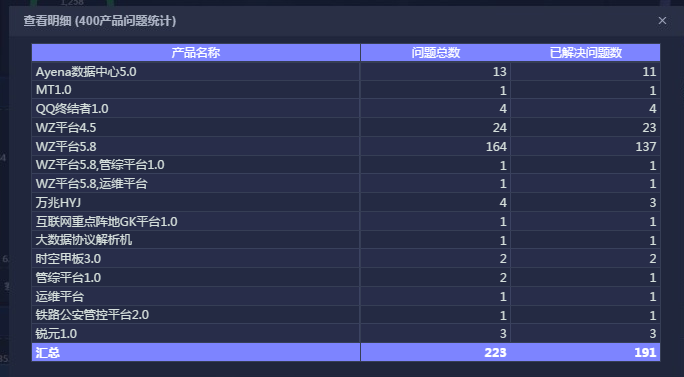 1,258
查看明细 (400产品问题统计) ×
产品名称 问题总数 已解决问题数
Ayena数据中心5.0 13 11
MT1.0 1 1
QQ终结者1.0 4 4
WZ平台4.5 24 23
WZ平台5.8 164 137
WZ平台5.8,管综平台1.0 1 1
WZ平台5.8,运维平台 1 1
万兆HYJ 4 3
互联网重点阵地GK平台1.0 1 1
大数据协议解析机 1 1
时空甲板3.0 2 2
管综平台1.0 2 1
运维平台 1 1
铁路公安管控平台2.0 1 1
锐元1.0 3 3
汇总 223 191